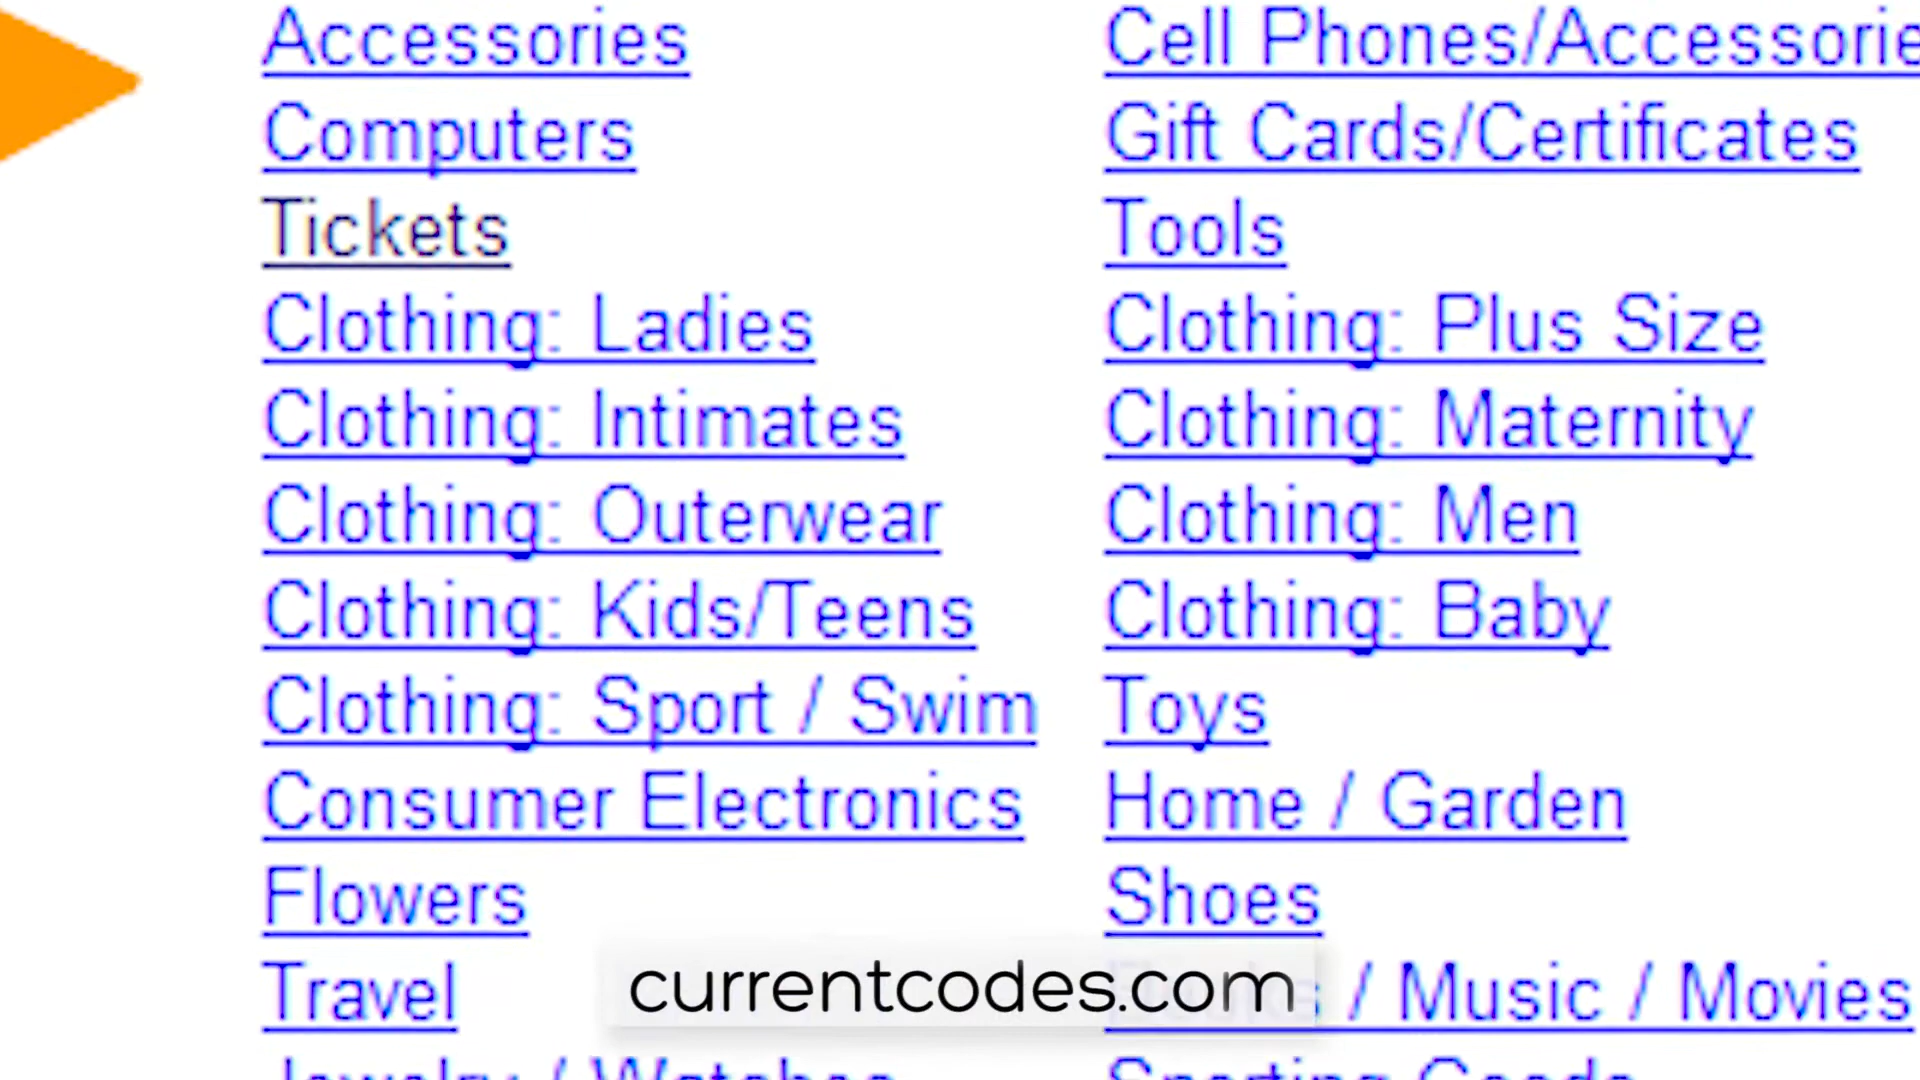 Accessories
Cell Phones/Accessorie
Computers
Gift Cards/Certificates
Tickets
Tools
Clothing: Ladies
Clothing: Plus Size
Clothing: Intimates
Clothing: Maternity
Clothing: Outerwear
Clothing: Men
Clothing: Kids/Teens
Clothing: Baby
Clothing: Sport / Swim
Toys
Consumer Electronics
Home / Garden
Flowers
Shoes
Travel
/ Music / Movies
currentcodes.com